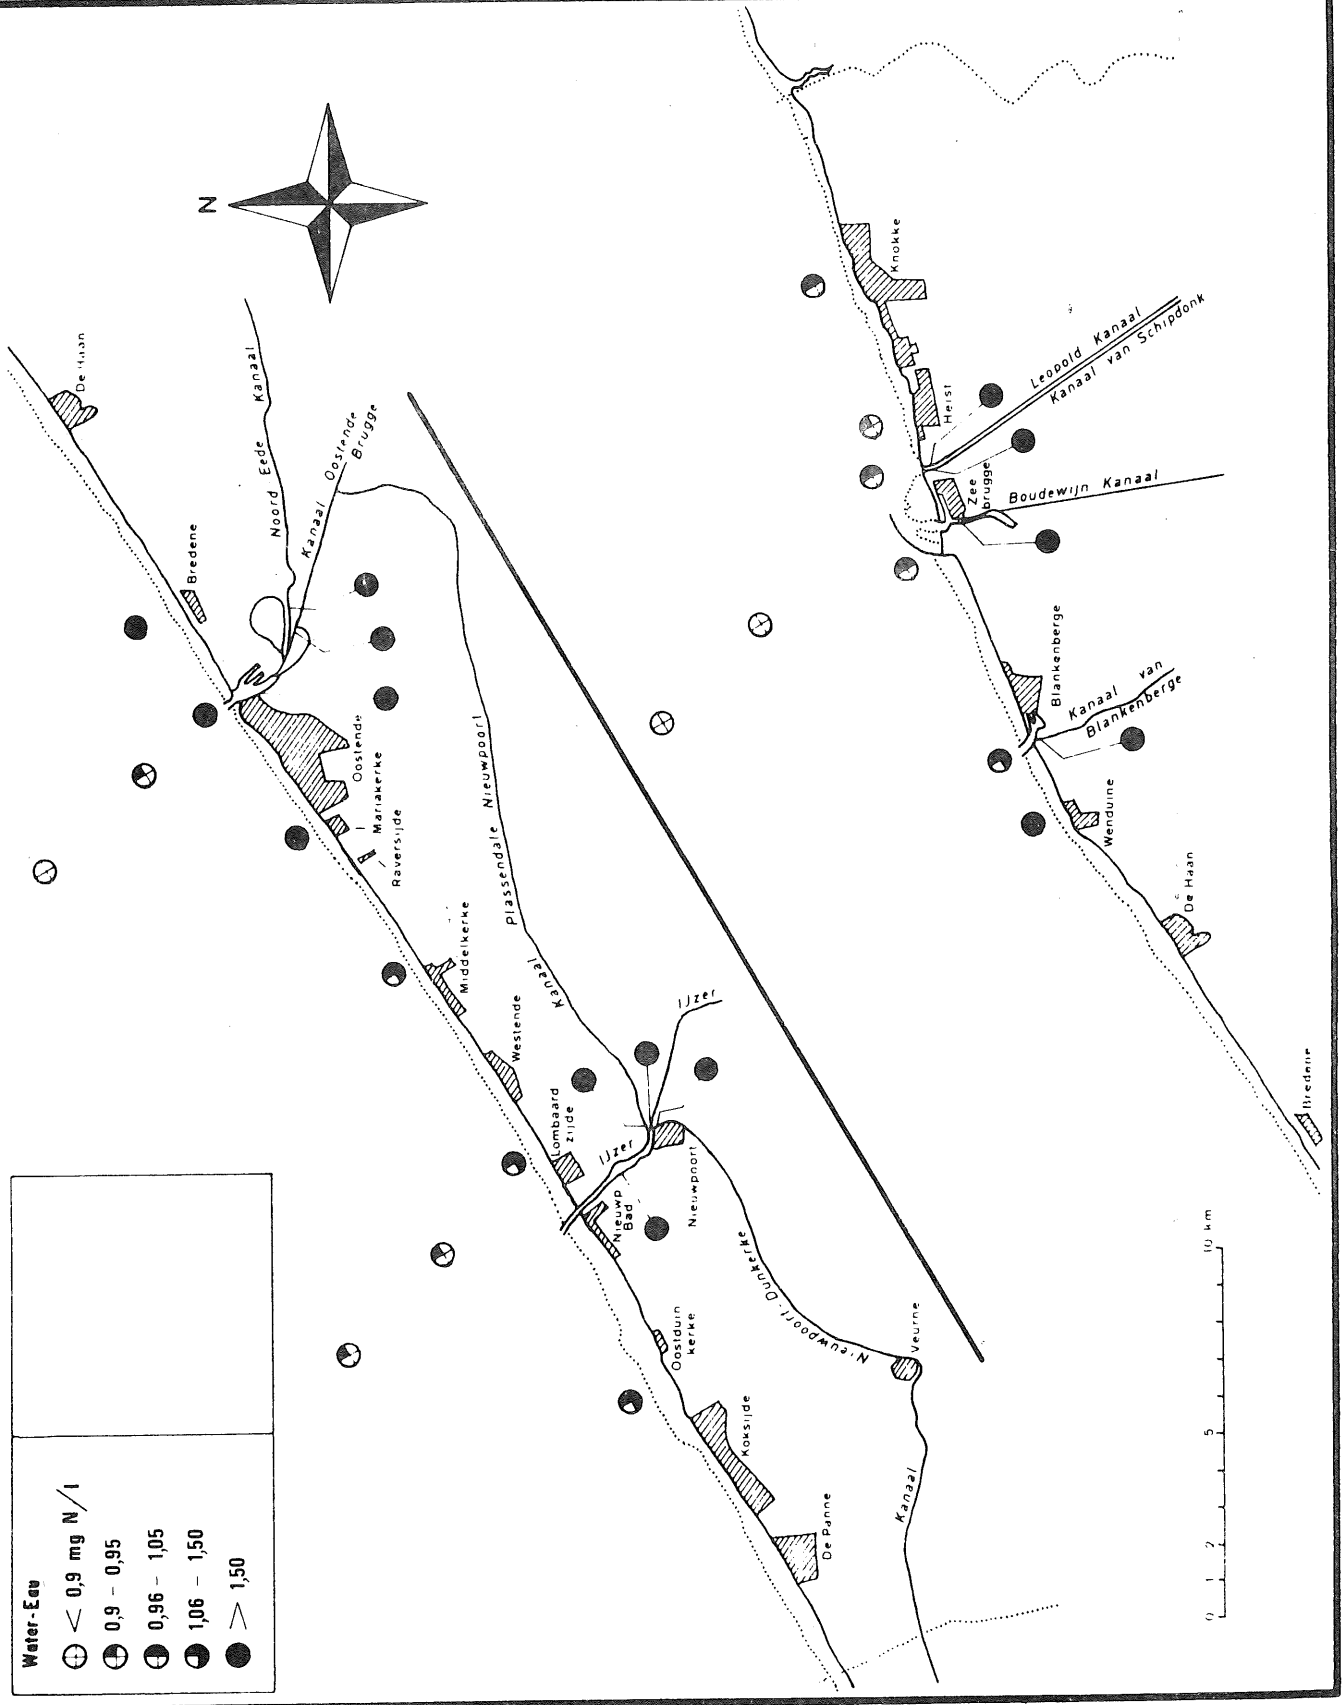 Water-Eau
< 0,9 mg N/l
0,9 - 0,95
0,96 - 1,05
1,06 - 1,50
> 1,50
N
De Haan
Bredene
Noord Eede Kanaal
Kanaal Oostende
Brugge
Oostende
Mariakerke
Raversijde
Middelkerke
Westende
Lombaard
zijde
Kanaal Plassendale Nieuwpoort
IJzer
IJzer
Nieuwp
Bad
Nieuwpoort
Oostduin
kerke
Koksijde
De Panne
Kanaal Nieuwpoort-Dunkerke
Veurne
Knokke
Heist
Leopold Kanaal
Kanaal van Schipdonk
Zee
brugge
Boudewijn Kanaal
Blankenberge
Kanaal van
Blankenberge
Wenduine
De Haan
Bredene
0 1 2 5 10 km